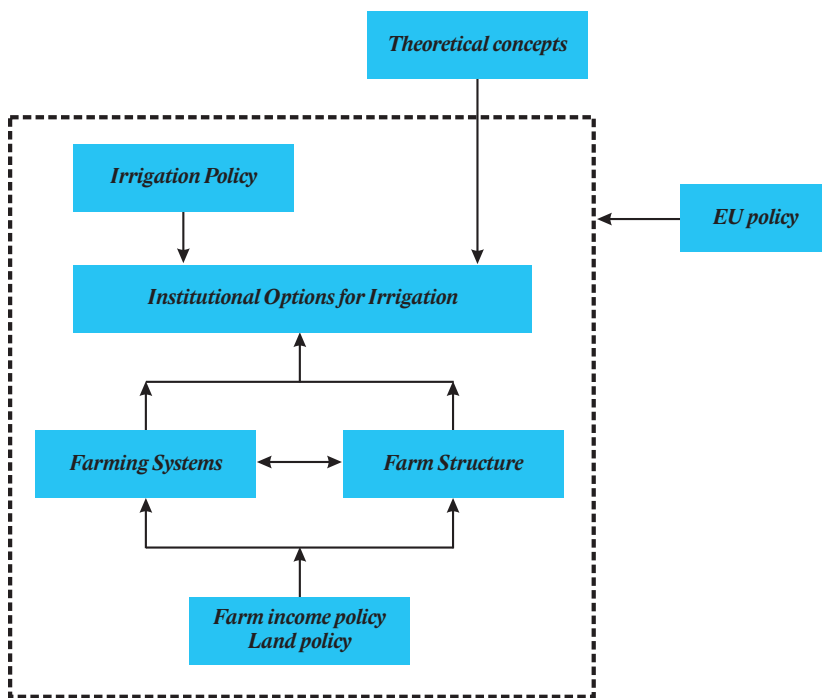 Theoretical concepts
Irrigation Policy
EU policy
Institutional Options for Irrigation
Farming Systems
Farm Structure
Farm income policy
Land policy